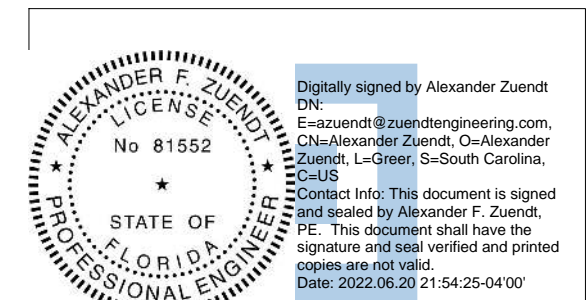 ALEXANDER F. ZUENDT
LICENSE
No 81552
STATE OF
FLORIDA
PROFESSIONAL ENGINEER
Digitally signed by Alexander Zuendt
DN:
E=azuendt@zuendtengineering.com,
CN=Alexander Zuendt, O=Alexander
Zuendt, L=Greer, S=South Carolina,
C=US
Contact Info: This document is signed
and sealed by Alexander F. Zuendt,
PE. This document shall have the
signature and seal verified and printed
copies are not valid.
Date: 2022.06.20 21:54:25-04'00'